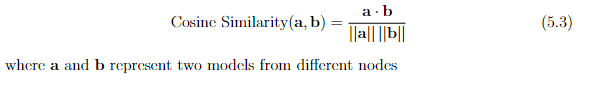 Cosine Similarity(a, b) = a · b / ||a|| ||b|| (5.3)
where a and b represent two models from different nodes